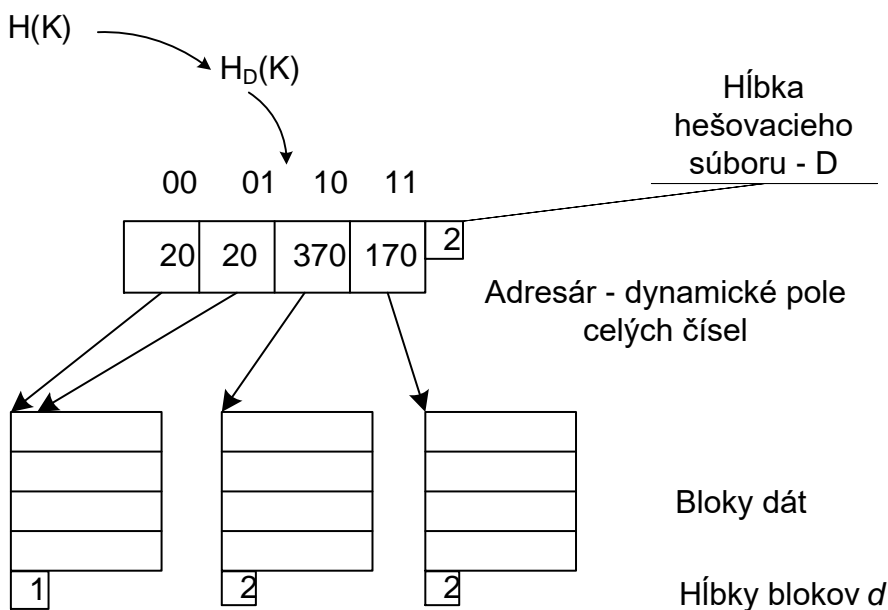 H(K)
H_D(K)
Hĺbka
hešovacieho
súboru - D
00 01 10 11
20 20 370 170 2
Adresár - dynamické pole
celých čísel
Bloky dát
1 2 2
Hĺbky blokov d